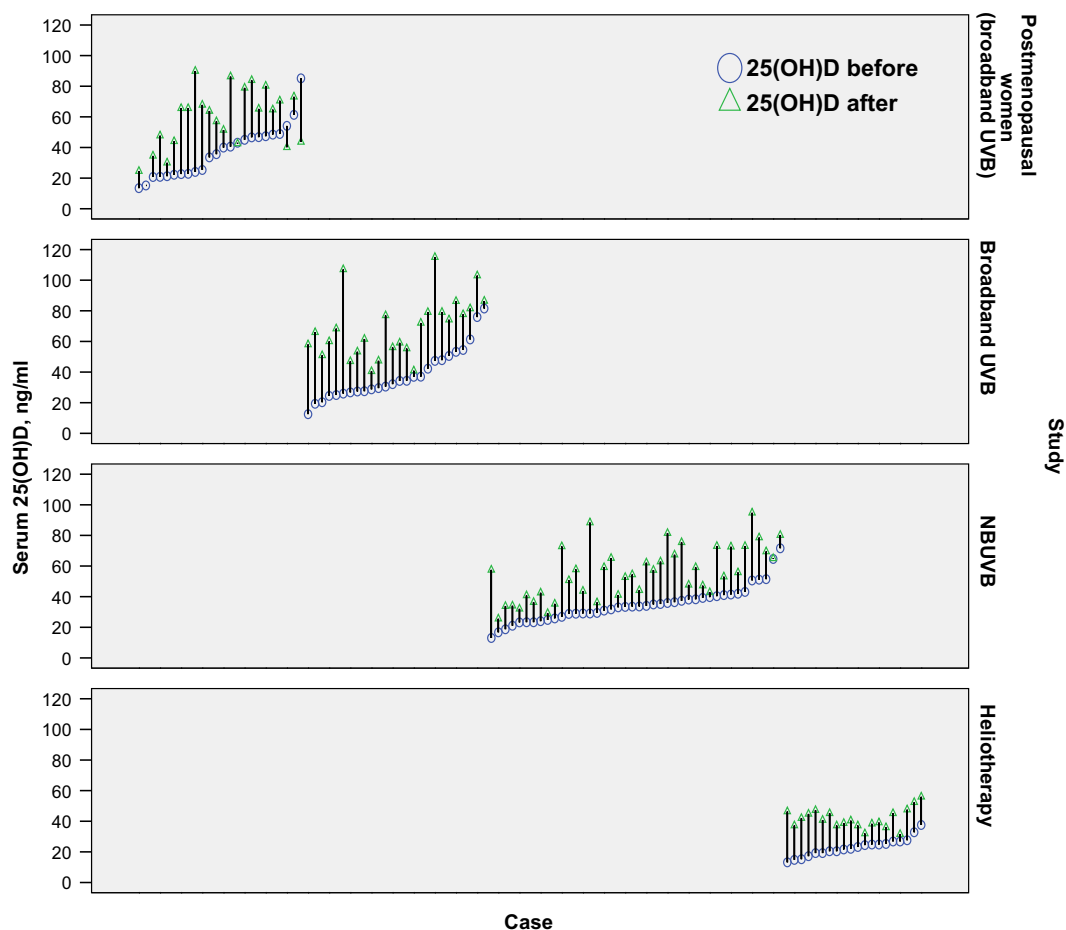 120
100
80
60
40
20
0
25(OH)D before
25(OH)D after
Postmenopausal
women
(broadband UVB)
120
100
80
60
40
20
0
Broadband UVB
120
100
80
60
40
20
0
NBUVB
120
100
80
60
40
20
0
Heliotherapy
Serum 25(OH)D, ng/ml
Study
Case